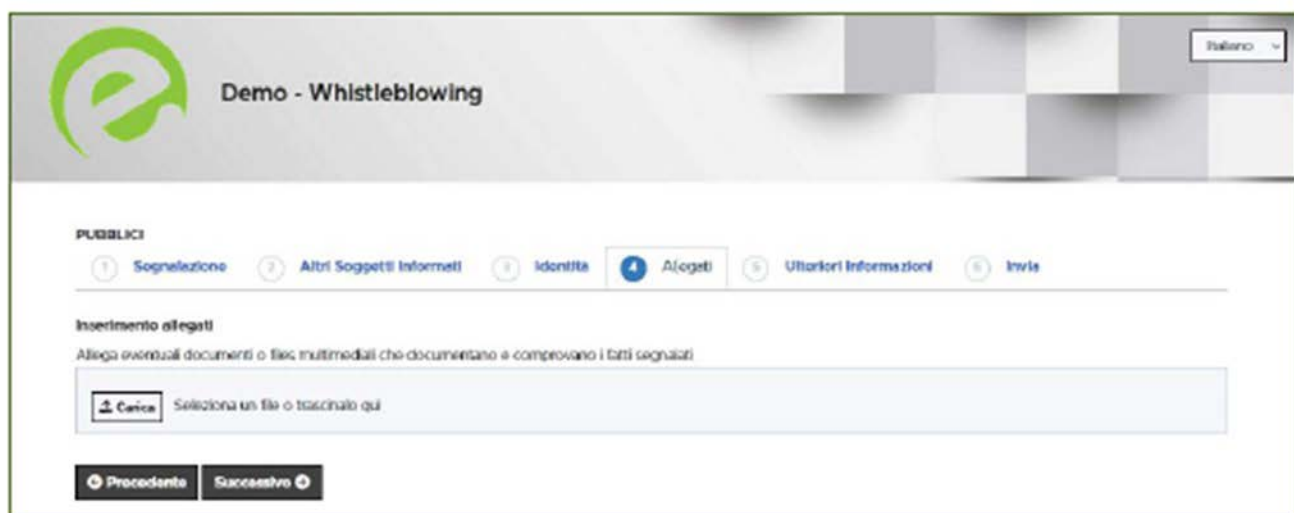 Italiano
Demo - Whistleblowing
PUBBLICI
1 Segnalazione 2 Altri Soggetti Informati 3 Identità 4 Allegati 5 Ulteriori Informazioni 6 Invia
Inserimento allegati
Allega eventuali documenti o files multimediali che documentano e comprovano i fatti segnalati
Carica Seleziona un file o trascinalo qui
Precedente Successivo